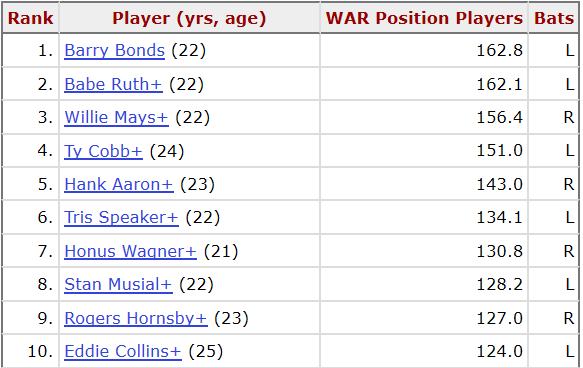 Rank Player (yrs, age) WAR Position Players Bats
1. Barry Bonds (22) 162.8 L
2. Babe Ruth+ (22) 162.1 L
3. Willie Mays+ (22) 156.4 R
4. Ty Cobb+ (24) 151.0 L
5. Hank Aaron+ (23) 143.0 R
6. Tris Speaker+ (22) 134.1 L
7. Honus Wagner+ (21) 130.8 R
8. Stan Musial+ (22) 128.2 L
9. Rogers Hornsby+ (23) 127.0 R
10. Eddie Collins+ (25) 124.0 L